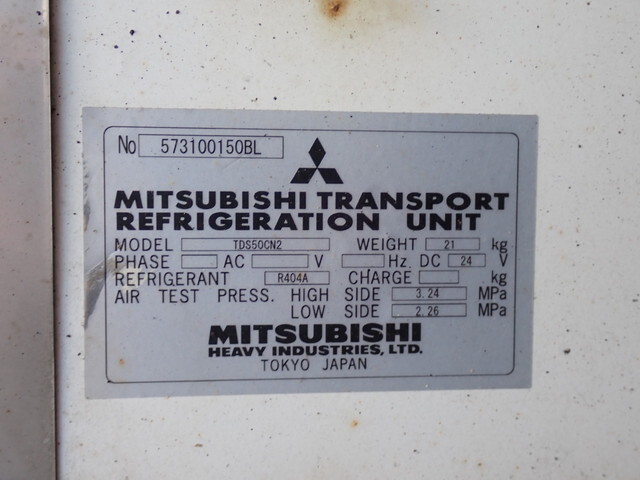 No 573100150BL
MITSUBISHI TRANSPORT
REFRIGERATION UNIT
MODEL TDS50CN2 WEIGHT 21 kg
PHASE AC V Hz. DC 24 V
REFRIGERANT R404A CHARGE kg
AIR TEST PRESS. HIGH SIDE 3.24 MPa
LOW SIDE 2.26 MPa
MITSUBISHI
HEAVY INDUSTRIES, LTD.
TOKYO JAPAN